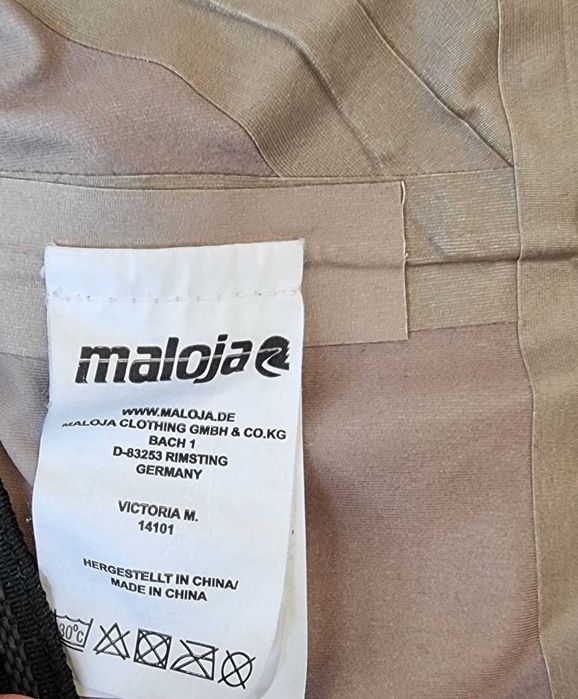 maloja
WWW.MALOJA.DE
MALOJA CLOTHING GMBH & CO.KG
BACH 1
D-83253 RIMSTING
GERMANY
VICTORIA M.
14101
HERGESTELLT IN CHINA/
MADE IN CHINA
30°C